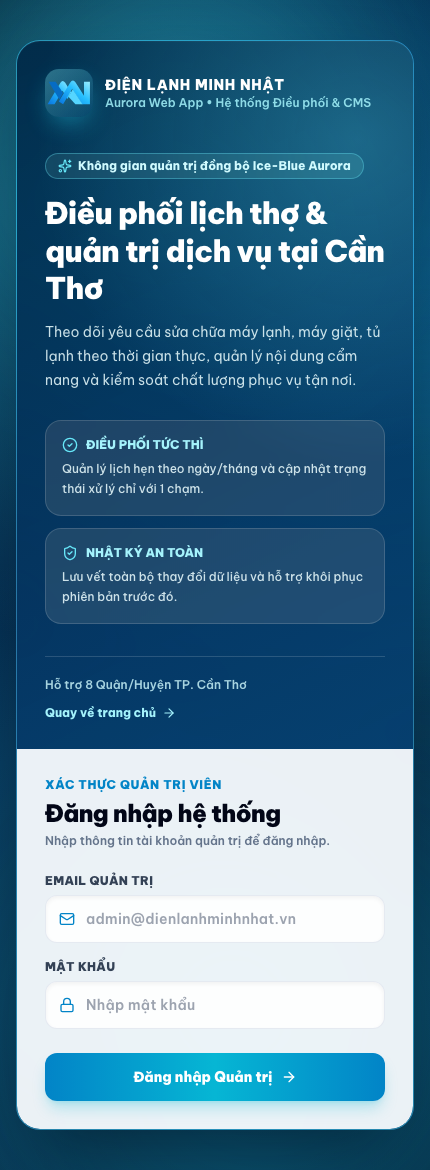 ĐIỆN LẠNH MINH NHẬT
Aurora Web App • Hệ thống Điều phối & CMS
Không gian quản trị đồng bộ Ice-Blue Aurora
Điều phối lịch thợ &
quản trị dịch vụ tại Cần
Thơ
Theo dõi yêu cầu sửa chữa máy lạnh, máy giặt, tủ
lạnh theo thời gian thực, quản lý nội dung cẩm
nang và kiểm soát chất lượng phục vụ tận nơi.
ĐIỀU PHỐI TỨC THÌ
Quản lý lịch hẹn theo ngày/tháng và cập nhật trạng
thái xử lý chỉ với 1 chạm.
NHẬT KÝ AN TOÀN
Lưu vết toàn bộ thay đổi dữ liệu và hỗ trợ khôi phục
phiên bản trước đó.
Hỗ trợ 8 Quận/Huyện TP. Cần Thơ
Quay về trang chủ
XÁC THỰC QUẢN TRỊ VIÊN
Đăng nhập hệ thống
Nhập thông tin tài khoản quản trị để đăng nhập.
EMAIL QUẢN TRỊ
admin@dienlanhminhnhat.vn
MẬT KHẨU
Nhập mật khẩu
Đăng nhập Quản trị